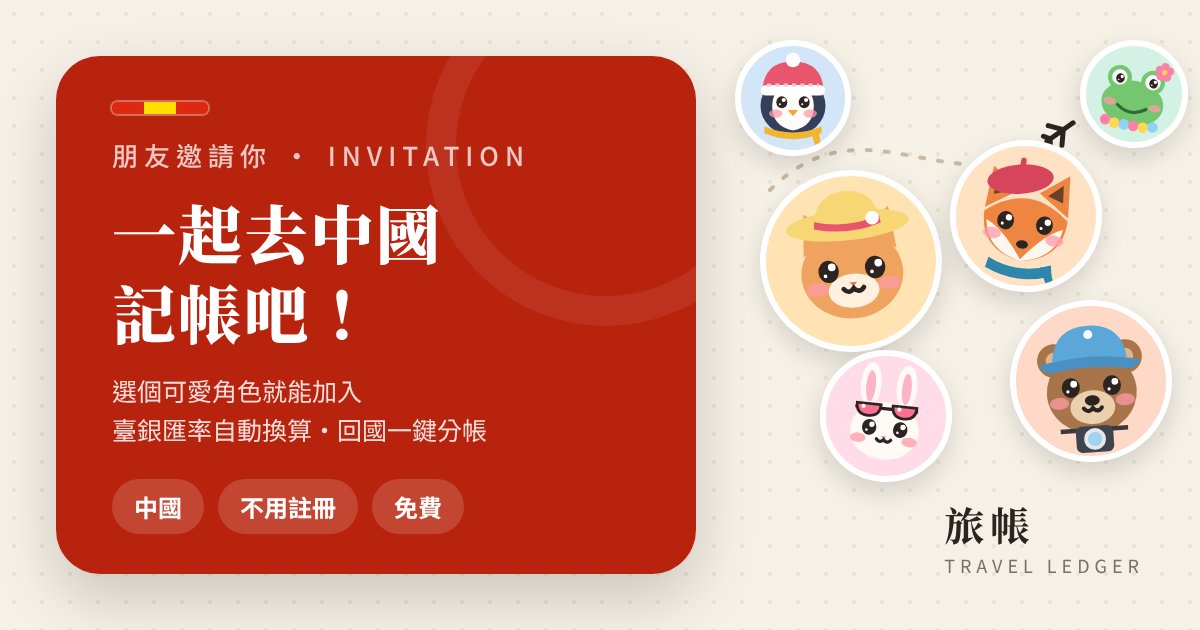 朋友邀請你 • INVITATION
一起去中國
記帳吧！
選個可愛角色就能加入
臺銀匯率自動換算・回國一鍵分帳
中國 不用註冊 免費
旅帳
TRAVEL LEDGER